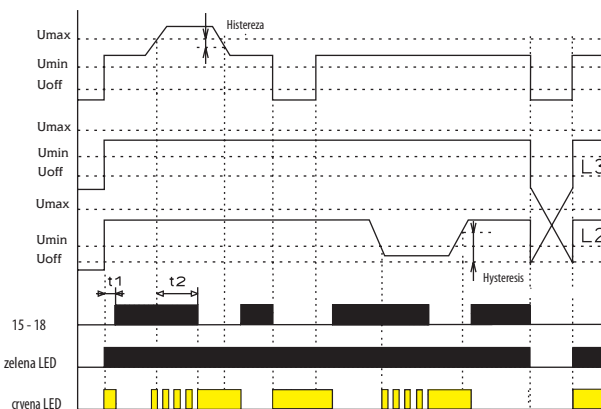 Histereza
Umax
Umin
Uoff
Umax
Umin
Uoff
L3
Umax
Umin
L2
Uoff
Hysteresis
t1
t2
15 - 18
zelena LED
crvena LED